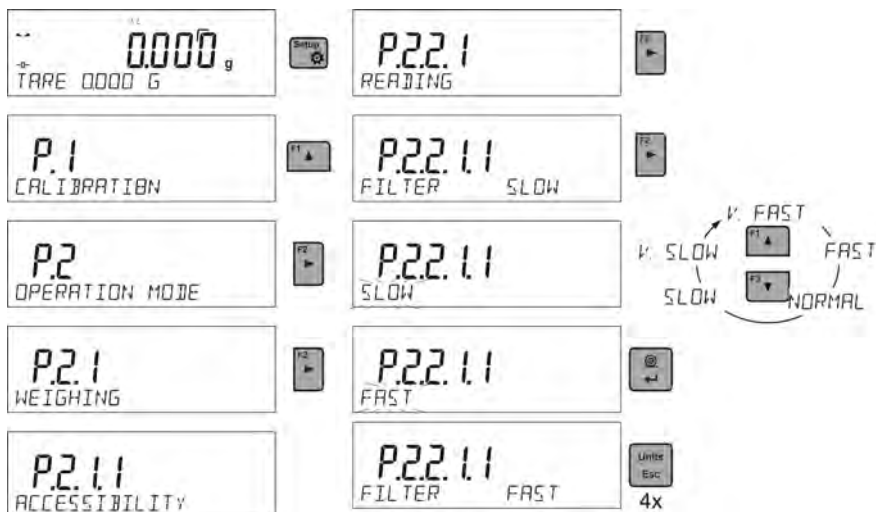 0.000 g
TARE 0.000 G
Setup
P.1
CALIBRATION
F1
P.2
OPERATION MODE
F2
P.2.1
WEIGHING
F2
P.2.1.1
ACCESSIBILITY
P.2.2.1
READING
F2
P.2.2.1.1
FILTER SLOW
F2
P.2.2.1.1
SLOW
V. FAST
F1
V. SLOW
FAST
F3
SLOW
NORMAL
P.2.2.1.1
FAST
P.2.2.1.1
FILTER FAST
Units
Esc
4x